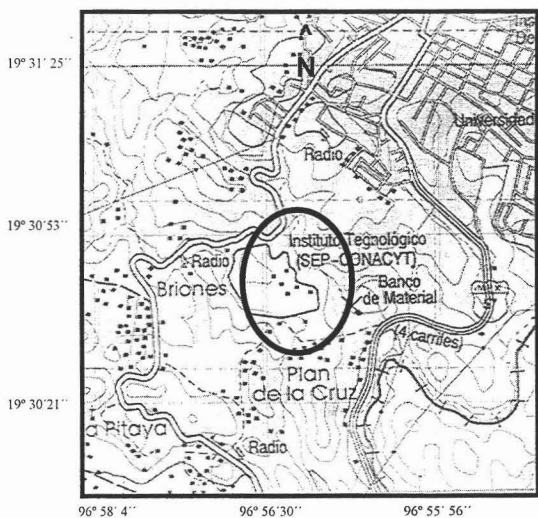 N
19° 31' 25"
Universidad
Radio
19° 30' 53"
Instituto Tegnológico
(SEP-CONACYT)
Radio
Briones
Banco
de Material
(4 carriles)
Plan
de la Cruz
19° 30' 21"
a Pitaya
Radio
96° 58' 4"
96° 56' 30"
96° 55' 56"